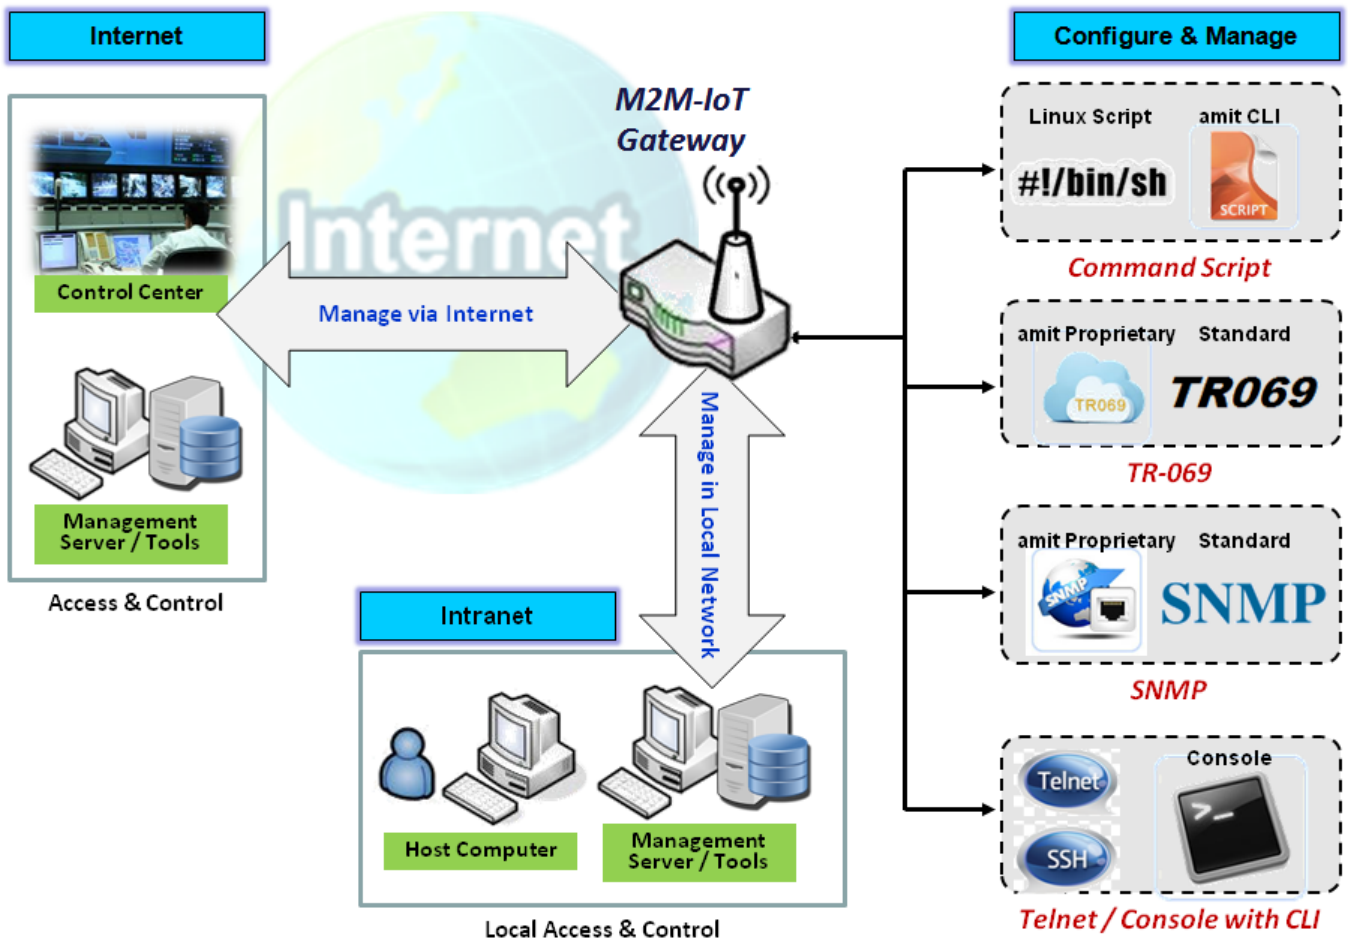 Internet
Configure & Manage
M2M-IoT
Gateway
Internet
Control Center
Manage via Internet
Management
Server / Tools
Access & Control
Manage in Local Network
Intranet
Host Computer
Management
Server / Tools
Local Access & Control
Linux Script
amit CLI
#!/bin/sh
SCRIPT
Command Script
amit Proprietary
Standard
TR069
TR069
TR-069
amit Proprietary
Standard
SNMP
SNMP
SNMP
Telnet
Console
>_
SSH
Telnet / Console with CLI